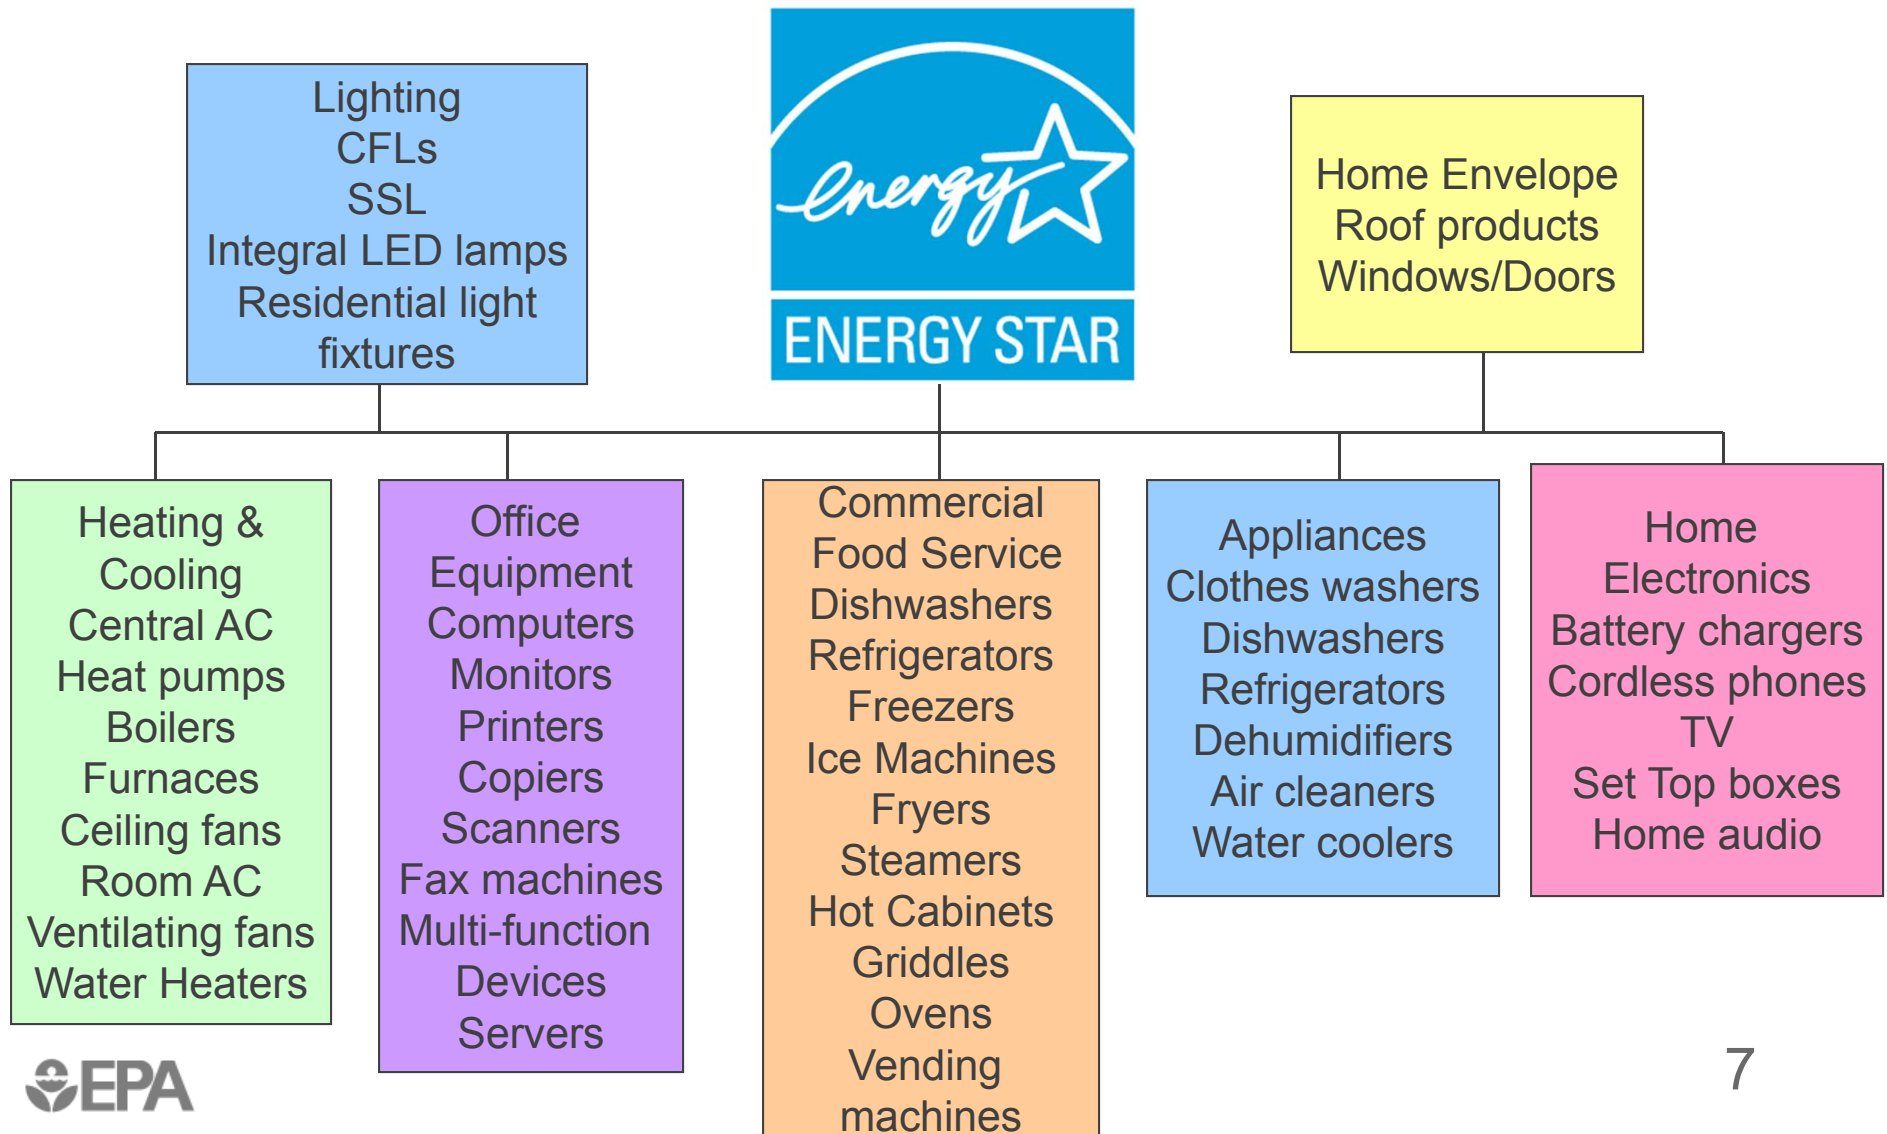 Lighting
CFLs
SSL
Integral LED lamps
Residential light
fixtures
energy
ENERGY STAR
Home Envelope
Roof products
Windows/Doors
Heating &
Cooling
Central AC
Heat pumps
Boilers
Furnaces
Ceiling fans
Room AC
Ventilating fans
Water Heaters
Office
Equipment
Computers
Monitors
Printers
Copiers
Scanners
Fax machines
Multi-function
Devices
Servers
Commercial
Food Service
Dishwashers
Refrigerators
Freezers
Ice Machines
Fryers
Steamers
Hot Cabinets
Griddles
Ovens
Vending
machines
Appliances
Clothes washers
Dishwashers
Refrigerators
Dehumidifiers
Air cleaners
Water coolers
Home
Electronics
Battery chargers
Cordless phones
TV
Set Top boxes
Home audio
EPA
7